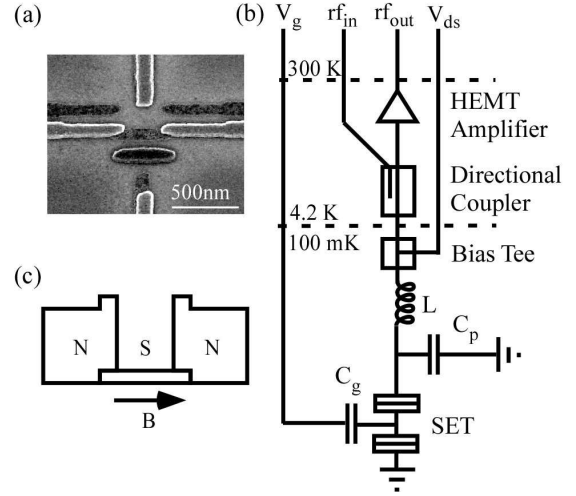 (a)
500nm
(b)
V_g
rf_in
rf_out
V_ds
300 K
HEMT
Amplifier
Directional
Coupler
4.2 K
100 mK
Bias Tee
L
C_p
C_g
SET
(c)
N
S
N
B